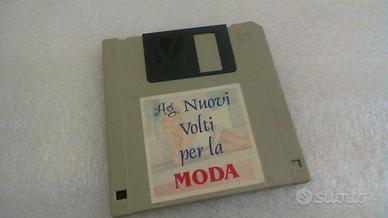 Ag. Nuovi
Volti
per la
MODA
subito